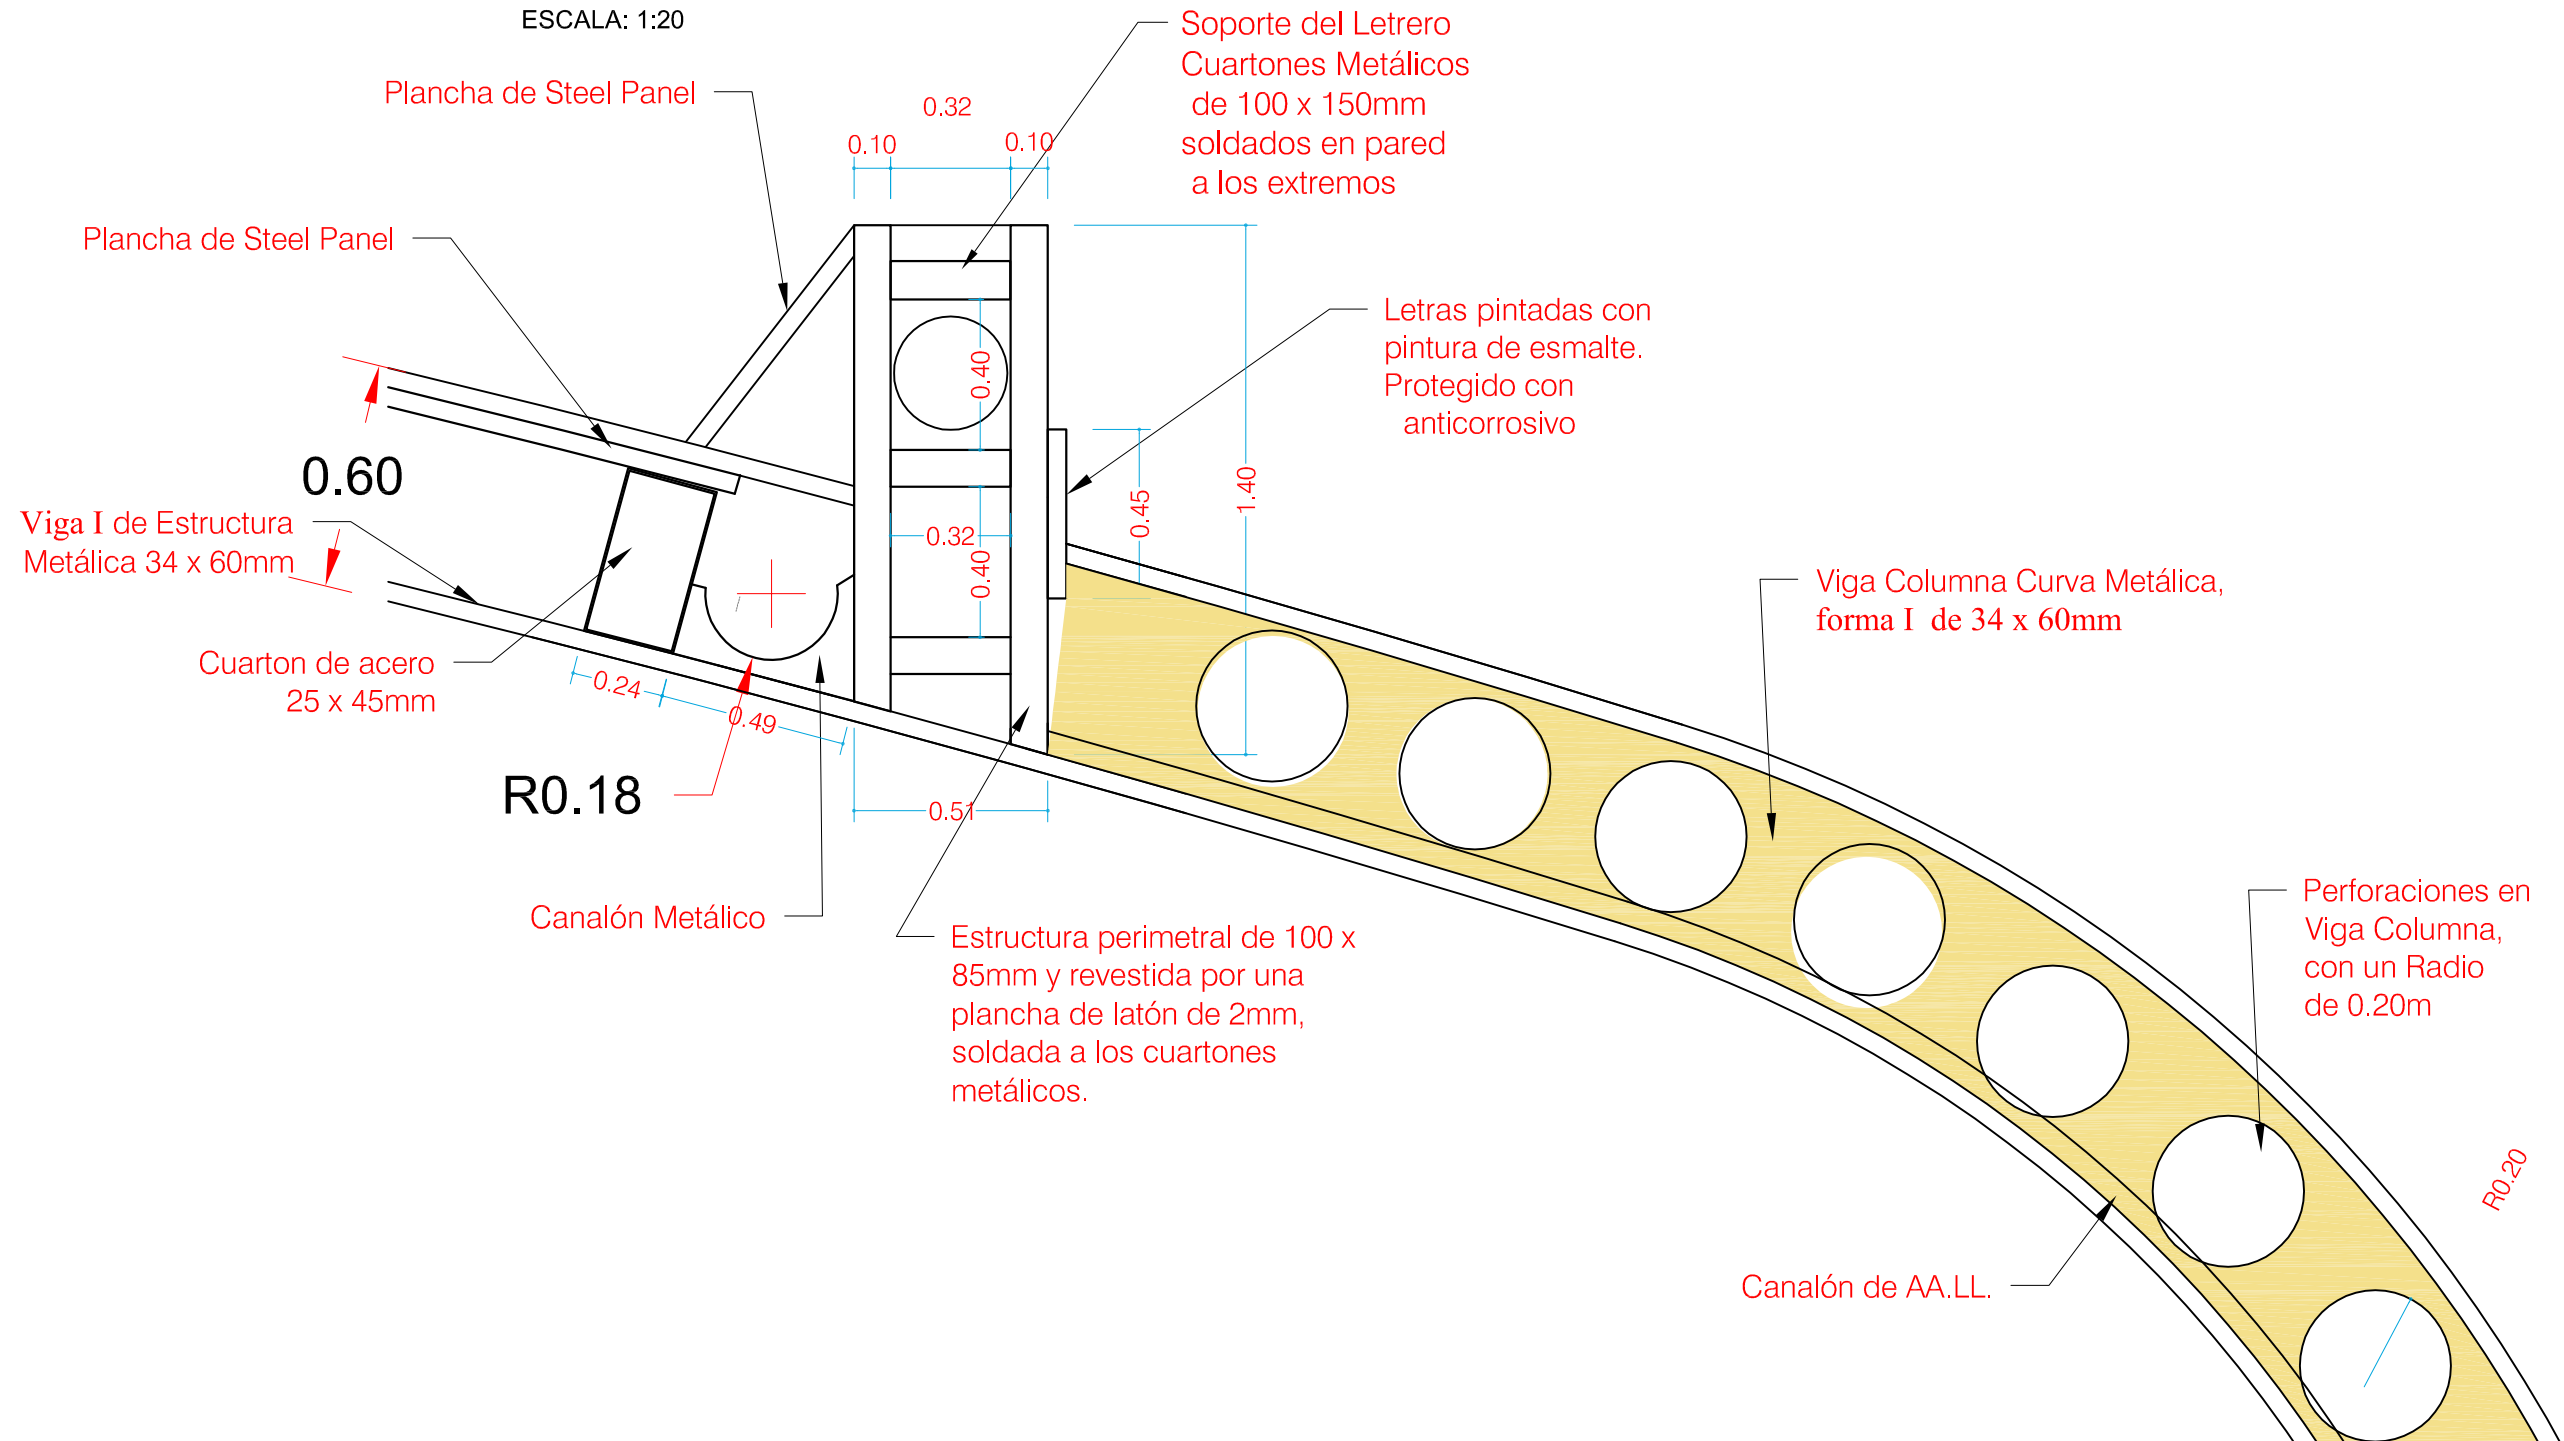 ESCALA: 1:20
Soporte del Letrero
Cuartones Metálicos
de 100 x 150mm
soldados en pared
a los extremos
Plancha de Steel Panel
0.32
0.10
0.10
Plancha de Steel Panel
Letras pintadas con
pintura de esmalte.
Protegido con
anticorrosivo
0.40
0.60
0.45
1.40
Viga I de Estructura
Metálica 34 x 60mm
0.32
0.40
Viga Columna Curva Metálica,
forma I de 34 x 60mm
Cuarton de acero
25 x 45mm
0.24
0.49
R0.18
0.51
Canalón Metálico
Estructura perimetral de 100 x
85mm y revestida por una
plancha de latón de 2mm,
soldada a los cuartones
metálicos.
Perforaciones en
Viga Columna,
con un Radio
de 0.20m
R0.20
Canalón de AA.LL.